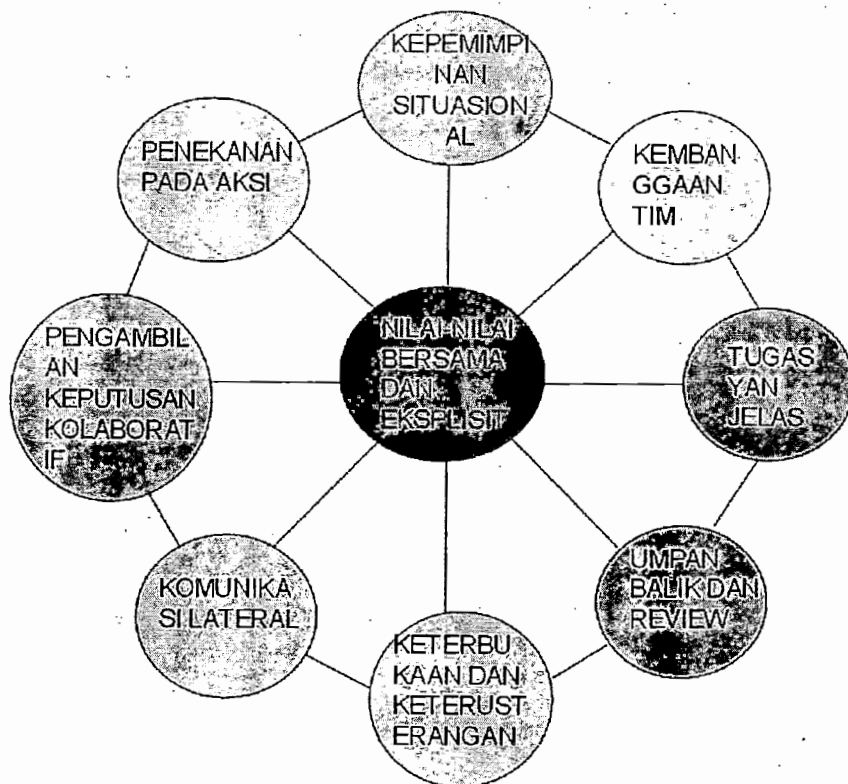 KEPEMIMPI
NAN
SITUASION
AL
PENEKANAN
PADA AKSI
KEMBAN
GGAAN
TIM
NILAI-NILAI
BERSAMA
DAN
EKSPLISIT
PENGAMBIL
AN
KEPUTUSAN
KOLABORAT
IF
TUGAS
YAN
JELAS
KOMUNIKA
SI LATERAL
UMPAN
BALIK DAN
REVIEW
KETERBU
KAAN DAN
KETERUST
ERANGAN